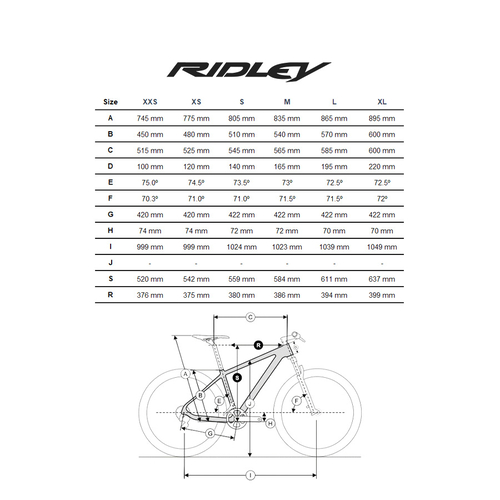 RIDLEY
Size XXS XS S M L XL
A 745 mm 775 mm 805 mm 835 mm 865 mm 895 mm
B 450 mm 480 mm 510 mm 540 mm 570 mm 600 mm
C 515 mm 525 mm 545 mm 565 mm 585 mm 600 mm
D 100 mm 120 mm 140 mm 165 mm 195 mm 220 mm
E 75.0º 74.5º 73.5º 73º 72.5º 72.5º
F 70.3º 71.0º 71.0º 71.5º 71.5º 72º
G 420 mm 420 mm 422 mm 422 mm 422 mm 422 mm
H 74 mm 74 mm 72 mm 72 mm 70 mm 70 mm
I 999 mm 999 mm 1024 mm 1023 mm 1039 mm 1049 mm
J - - - - - -
S 520 mm 542 mm 559 mm 584 mm 611 mm 637 mm
R 376 mm 375 mm 380 mm 386 mm 394 mm 399 mm
C
R
A
S
B
E
J
F
H
G
I